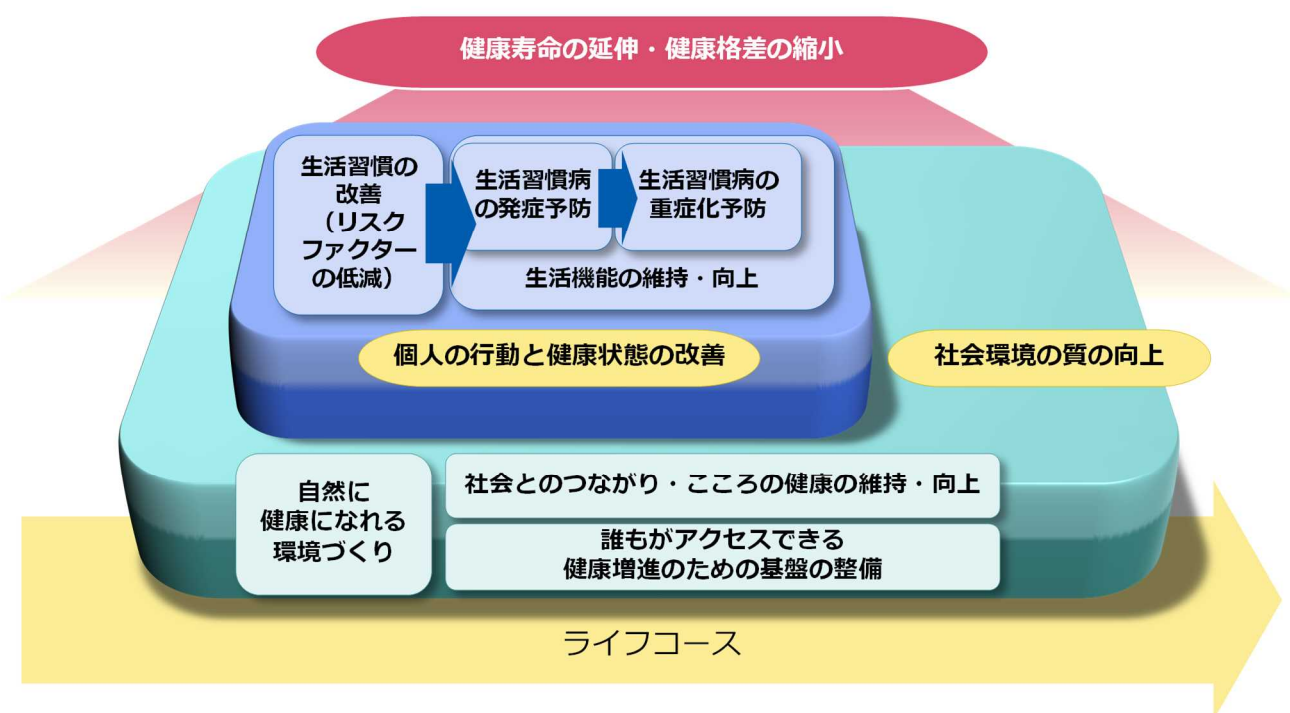 健康寿命の延伸・健康格差の縮小
生活習慣の
改善
（リスク
ファクター
の低減）
生活習慣病
の発症予防
生活習慣病の
重症化予防
生活機能の維持・向上
個人の行動と健康状態の改善
社会環境の質の向上
自然に
健康になれる
環境づくり
社会とのつながり・こころの健康の維持・向上
誰もがアクセスできる
健康増進のための基盤の整備
ライフコース